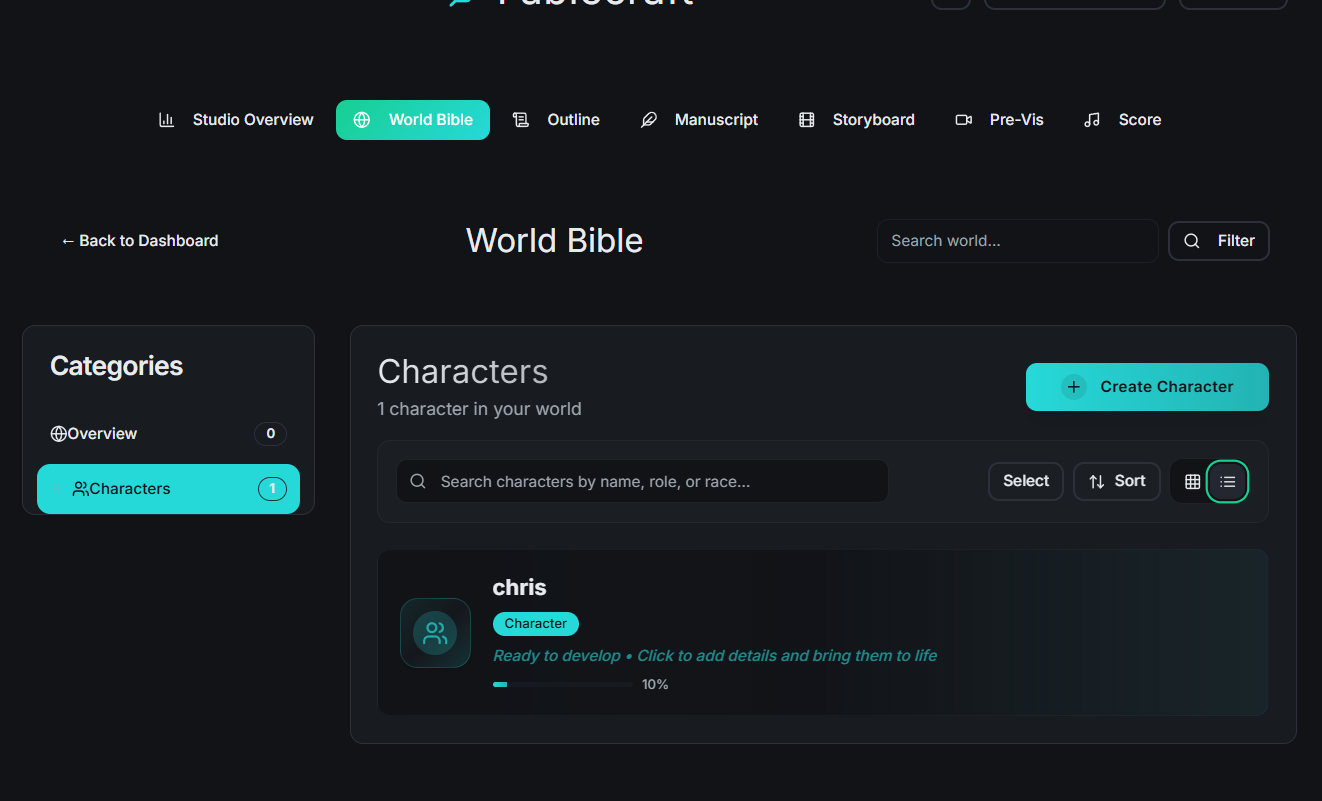 Studio Overview
World Bible
Outline
Manuscript
Storyboard
Pre-Vis
Score
← Back to Dashboard
World Bible
Search world...
Filter
Categories
Overview
0
Characters
1
Characters
1 character in your world
+ Create Character
Search characters by name, role, or race...
Select
Sort
chris
Character
Ready to develop • Click to add details and bring them to life
10%